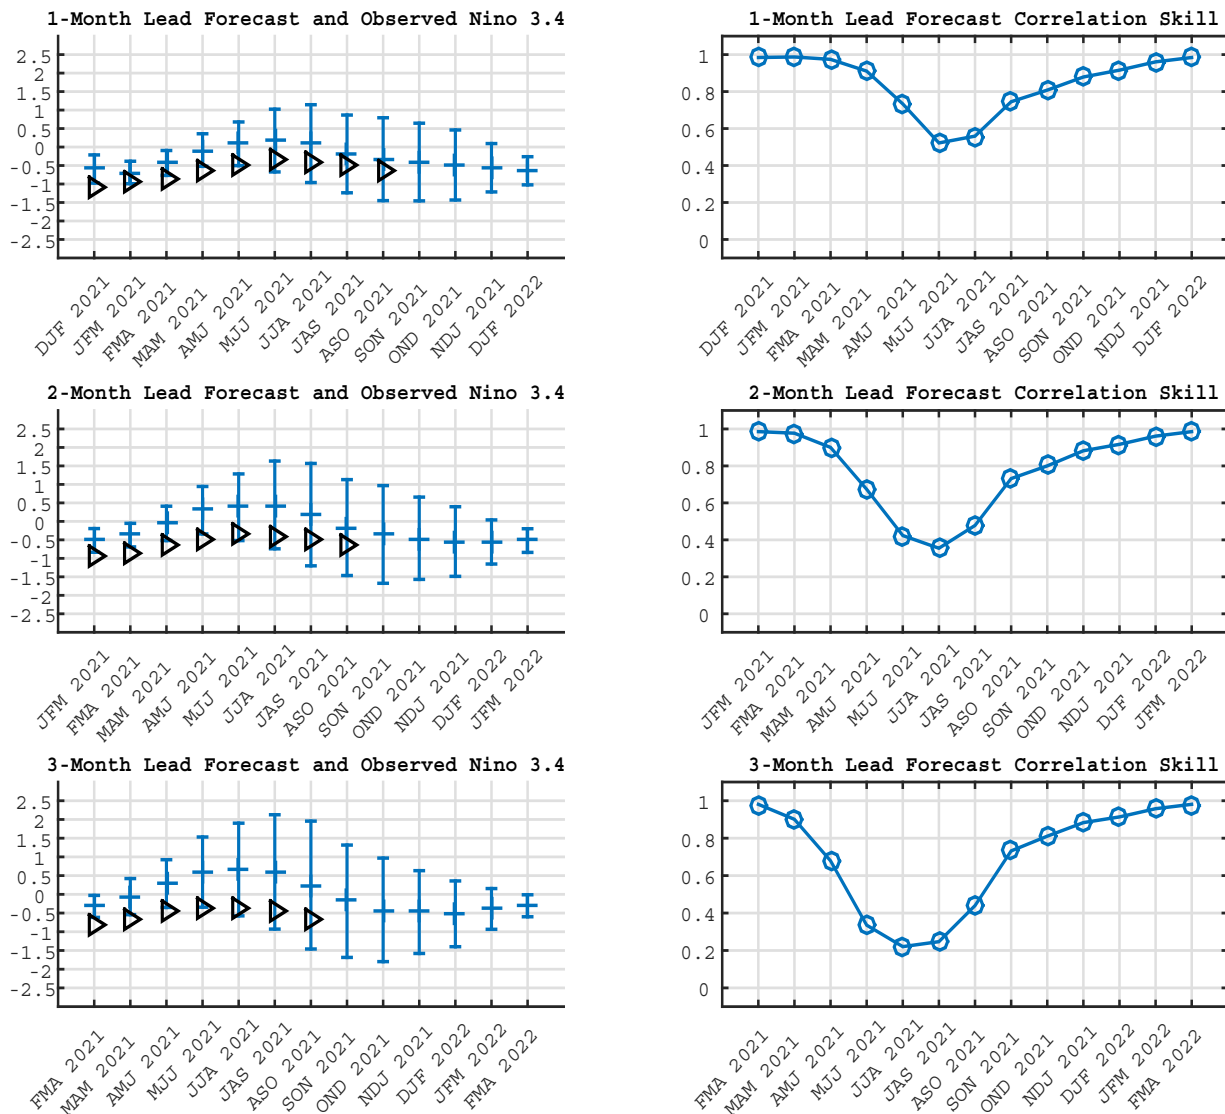 1-Month Lead Forecast and Observed Nino 3.4
2.5
2
1.5
1
0.5
0
-0.5
-1
-1.5
-2
-2.5
DJF 2021
JFM 2021
FMA 2021
MAM 2021
AMJ 2021
MJJ 2021
JJA 2021
JAS 2021
ASO 2021
SON 2021
OND 2021
NDJ 2021
DJF 2022
1-Month Lead Forecast Correlation Skill
1
0.8
0.6
0.4
0.2
0
DJF 2021
JFM 2021
FMA 2021
MAM 2021
AMJ 2021
MJJ 2021
JJA 2021
JAS 2021
ASO 2021
SON 2021
OND 2021
NDJ 2021
DJF 2022
2-Month Lead Forecast and Observed Nino 3.4
2.5
2
1.5
1
0.5
0
-0.5
-1
-1.5
-2
-2.5
JFM 2021
FMA 2021
MAM 2021
AMJ 2021
MJJ 2021
JJA 2021
JAS 2021
ASO 2021
SON 2021
OND 2021
NDJ 2021
DJF 2022
JFM 2022
2-Month Lead Forecast Correlation Skill
1
0.8
0.6
0.4
0.2
0
JFM 2021
FMA 2021
MAM 2021
AMJ 2021
MJJ 2021
JJA 2021
JAS 2021
ASO 2021
SON 2021
OND 2021
NDJ 2021
DJF 2022
JFM 2022
3-Month Lead Forecast and Observed Nino 3.4
2.5
2
1.5
1
0.5
0
-0.5
-1
-1.5
-2
-2.5
FMA 2021
MAM 2021
AMJ 2021
MJJ 2021
JJA 2021
JAS 2021
ASO 2021
SON 2021
OND 2021
NDJ 2021
DJF 2022
JFM 2022
FMA 2022
3-Month Lead Forecast Correlation Skill
1
0.8
0.6
0.4
0.2
0
FMA 2021
MAM 2021
AMJ 2021
MJJ 2021
JJA 2021
JAS 2021
ASO 2021
SON 2021
OND 2021
NDJ 2021
DJF 2022
JFM 2022
FMA 2022